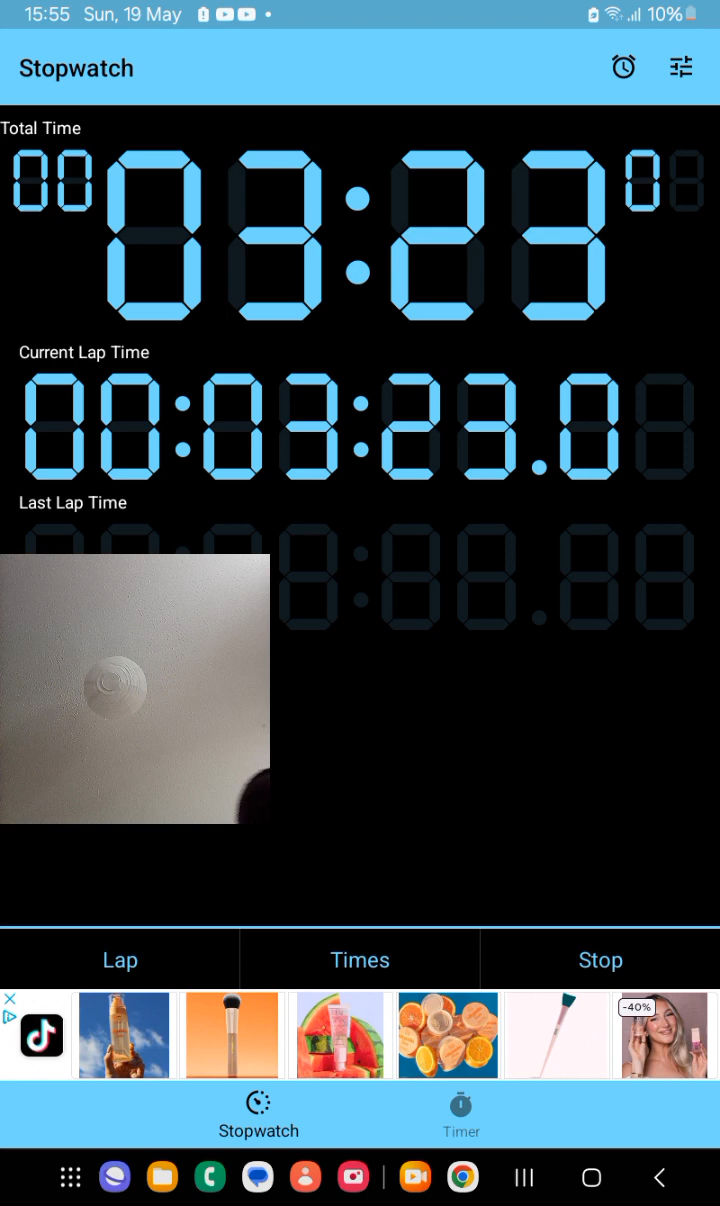 15:55 Sun, 19 May 10%
Stopwatch
Total Time
00 03:23 0
Current Lap Time
00:03:23.0
Last Lap Time
Lap Times Stop
-40%
Stopwatch Timer